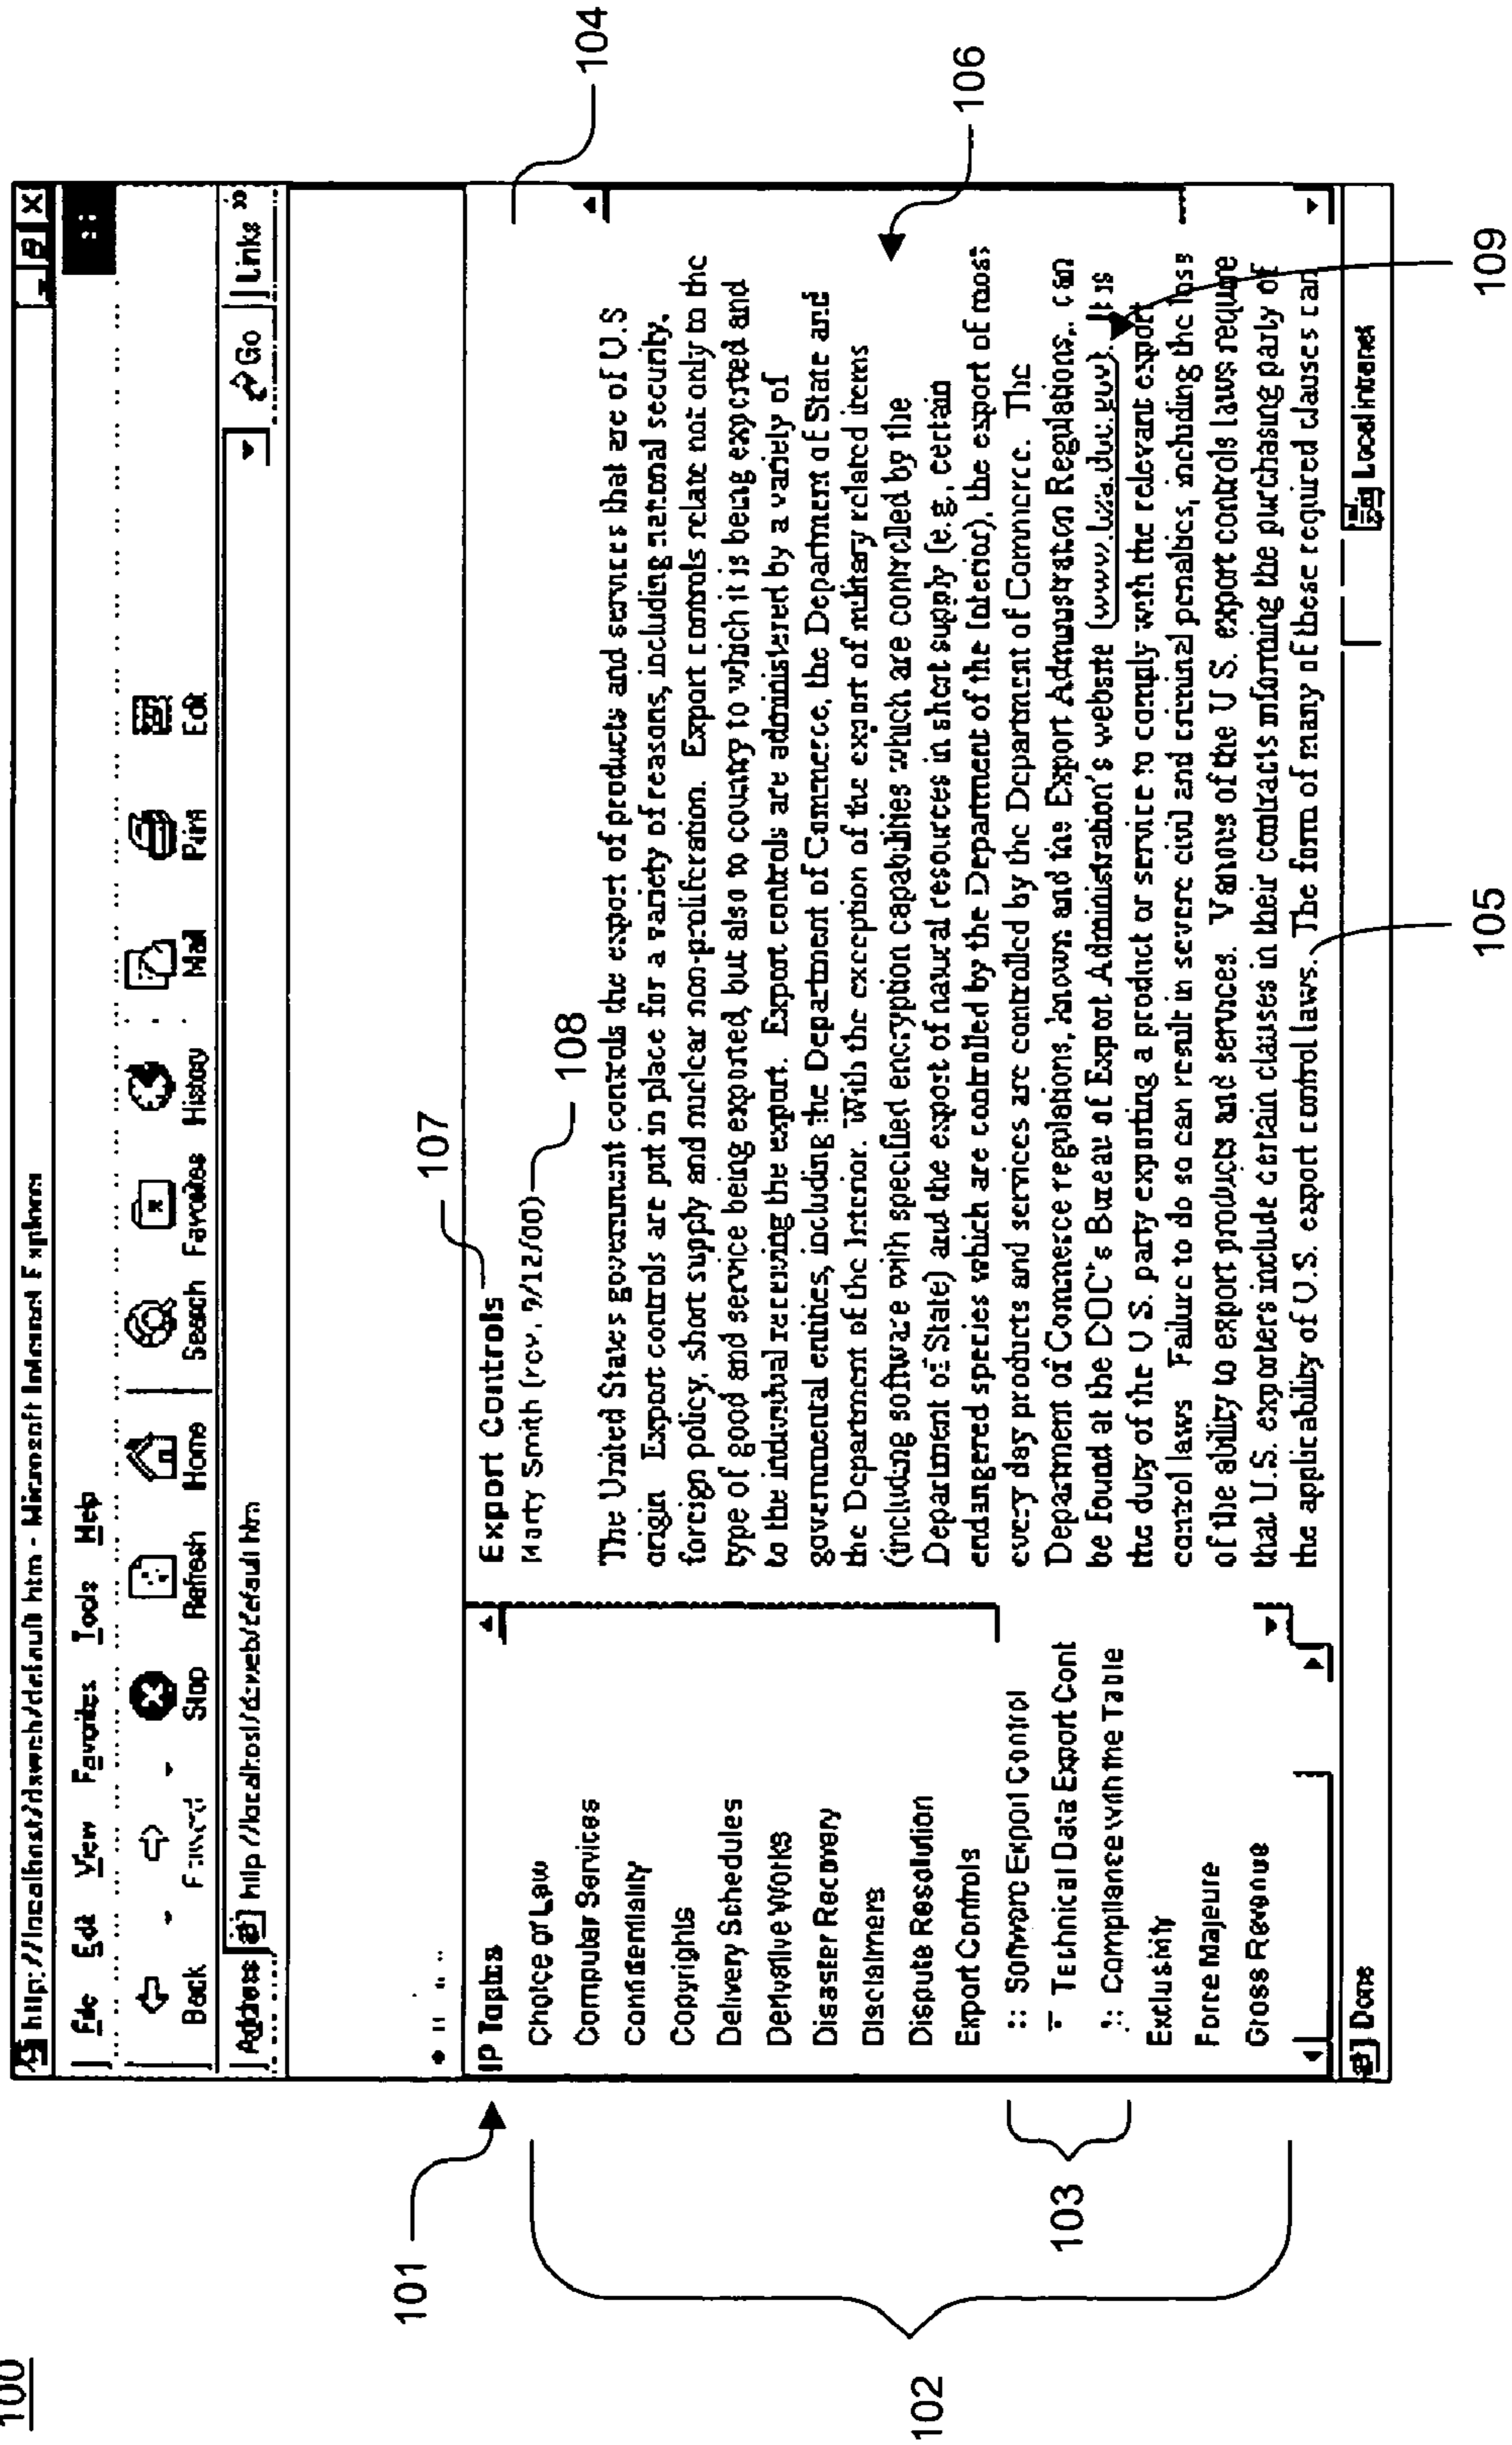 100
http://localhost/dxweb/default htm - Microsoft Internet Explorer
File Edit View Favorites Tools Help
Back Forward Stop Refresh Home Search Favorites History Mail Print Edit
Address http //localhost/dxweb/default htm Go Links »
101
IP Topics
102
Choice of Law
Computer Services
Confidentiality
Copyrights
Delivery Schedules
Derivative Works
Disaster Recovery
Disclaimers
Dispute Resolution
Export Controls
103
Software Export Control
Technical Data Export Cont
Compliance with the Table
Exclusivity
Force Majeure
Gross Revenue
104
Export Controls 107
Marty Smith (rev. 9/12/00) 108
The United States government controls the export of products and services that are of U.S
origin Export controls are put in place for a variety of reasons, including national security,
foreign policy, short supply and nuclear non-proliferation. Export controls relate not only to the
type of good and service being exported, but also to country to which it is being exported and
to the individual receiving the export. Export controls are administered by a variety of
governmental entities, including the Department of Commerce, the Department of State and
the Department of the Interior. With the exception of the export of military related items
(including software with specified encryption capabilities which are controlled by the
Department of State) and the export of natural resources in short supply (e.g. certain
endangered species which are controlled by the Department of the Interior), the export of most
every day products and services are controlled by the Department of Commerce. The
Department of Commerce regulations, known and the Export Administration Regulations, can
be found at the DOC's Bureau of Export Administration's website (www.bxa.doc.gov). It is
the duty of the U S. party exporting a product or service to comply with the relevant export
control laws Failure to do so can result in severe civil and criminal penalties, including the loss
of the ability to export products and services. Various of the U S. export controls laws require
that U.S. exporters include certain clauses in their contracts informing the purchasing party of
the applicability of U.S. export control laws. The form of many of these required clauses can
106
109
105
Done Local intranet